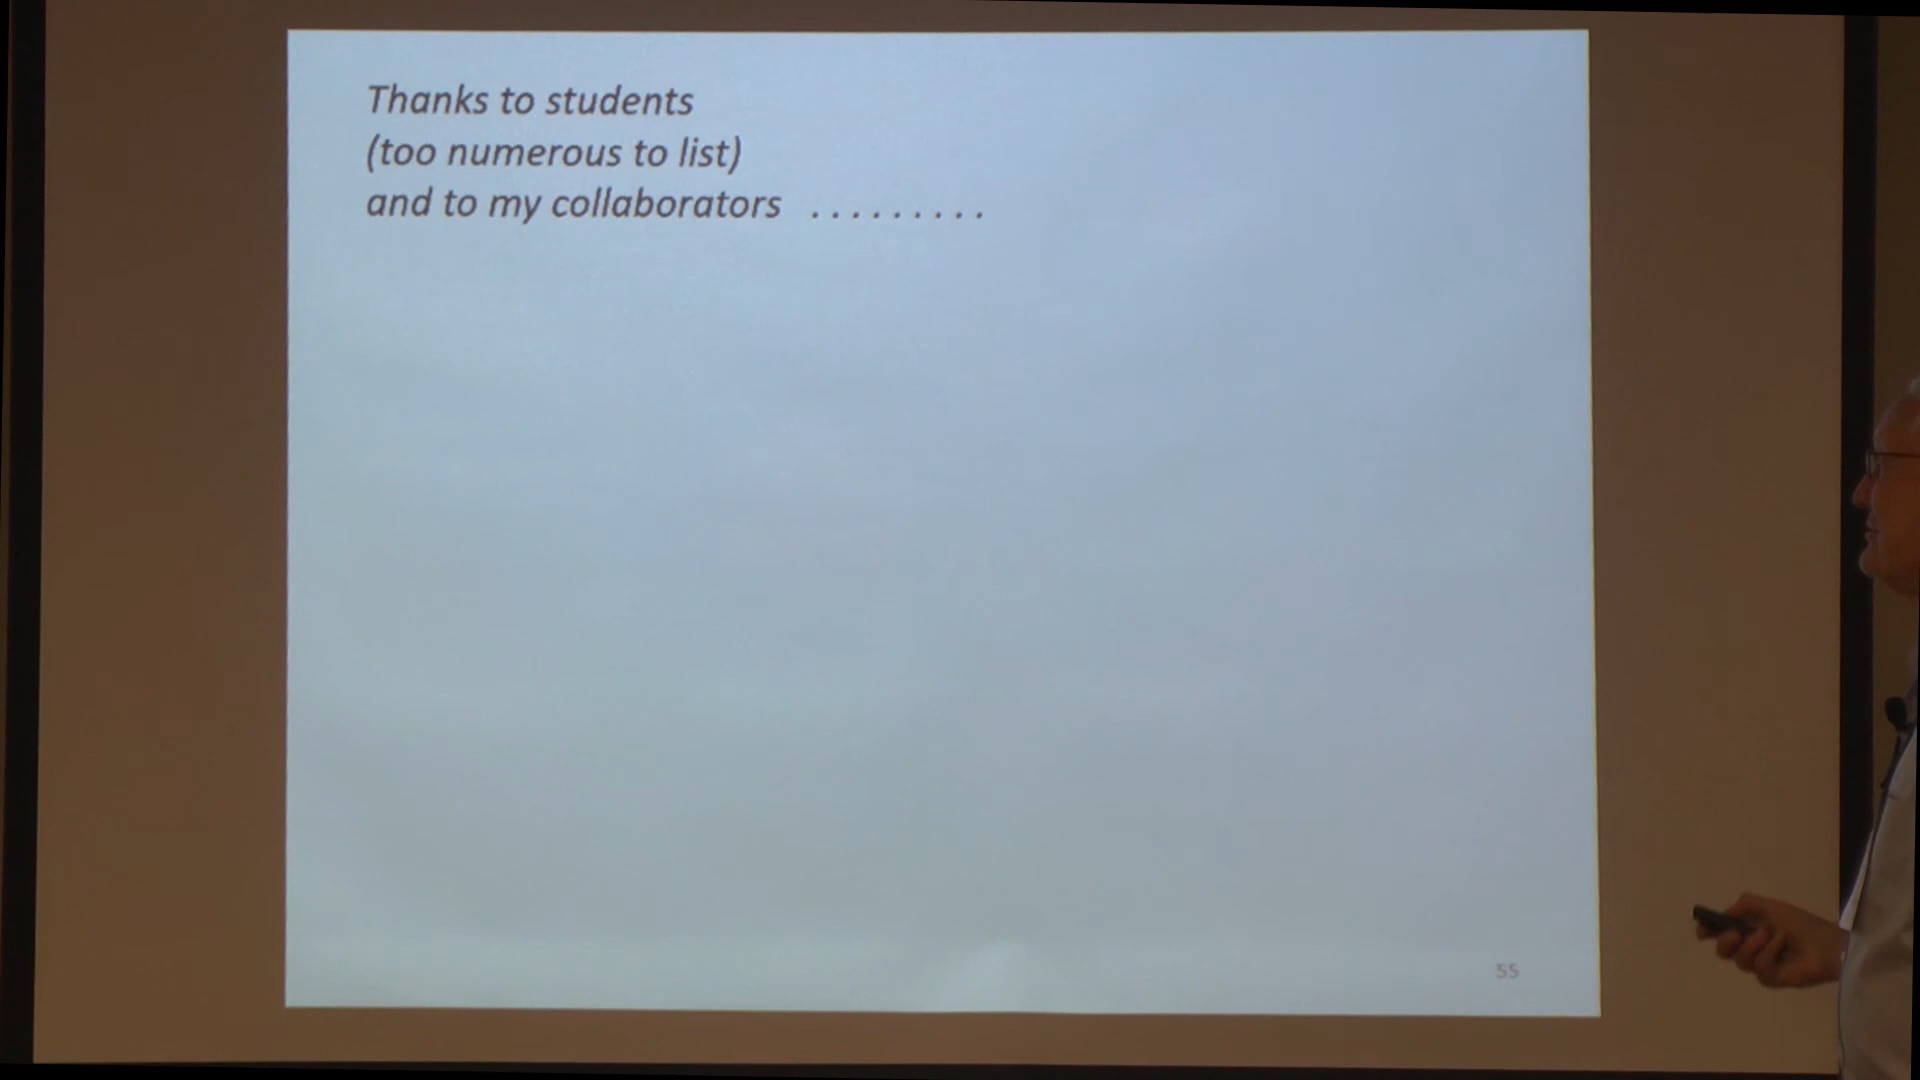 Thanks to students
(too numerous to list)
and to my collaborators .........
55